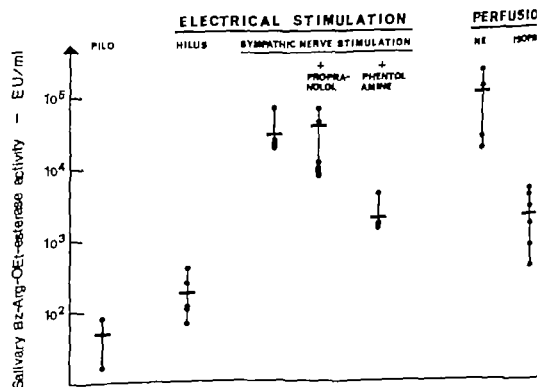 ELECTRICAL STIMULATION
PERFUSIO
PILO
HILUS
SYMPATHIC NERVE STIMULATION
NE
ISOPR
+
PROPRA-
NOLOL
+
PHENTOL
AMINE
Salivary Bz-Arg-OEt-esterase activity – EU/ml
10⁵
10⁴
10³
10²